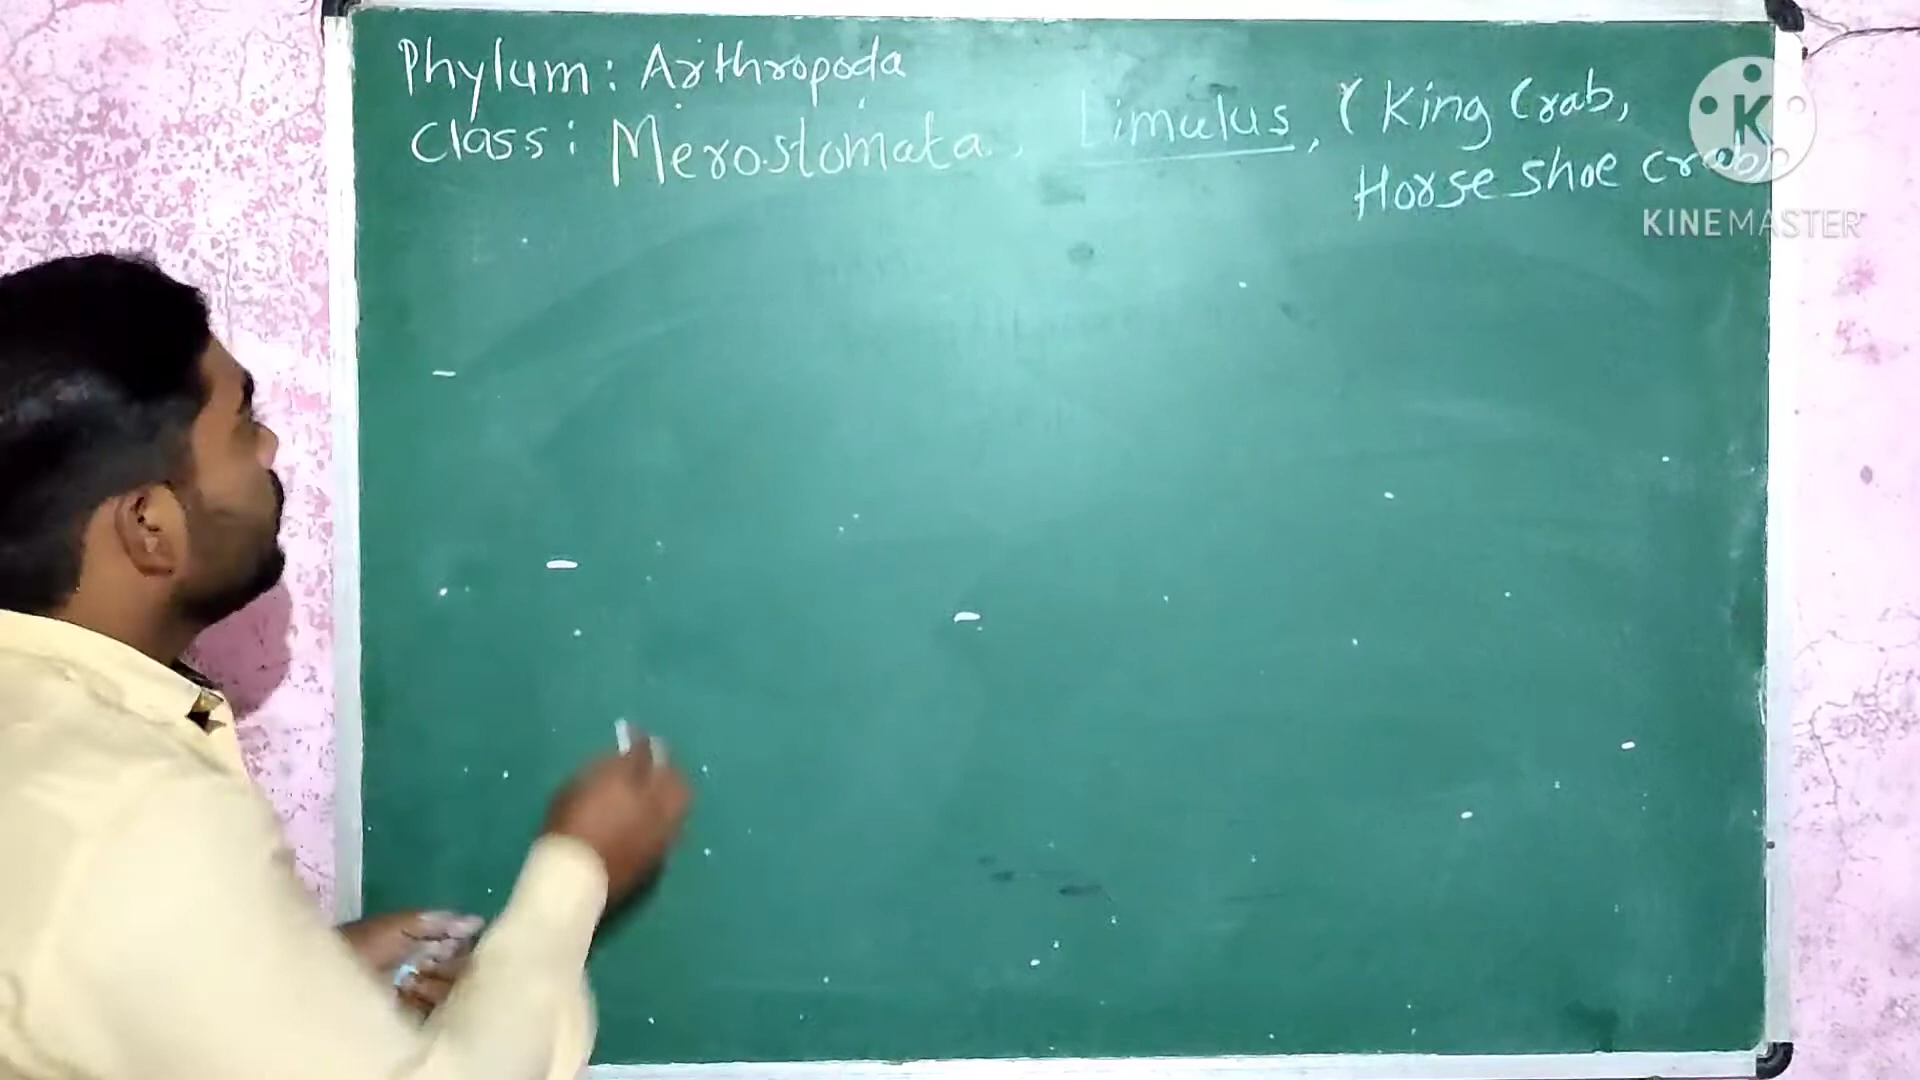 Phylum: Arthropoda
Class: Merostomata, Limulus, (King Crab,
Horse shoe crab)
K
KINEMASTER